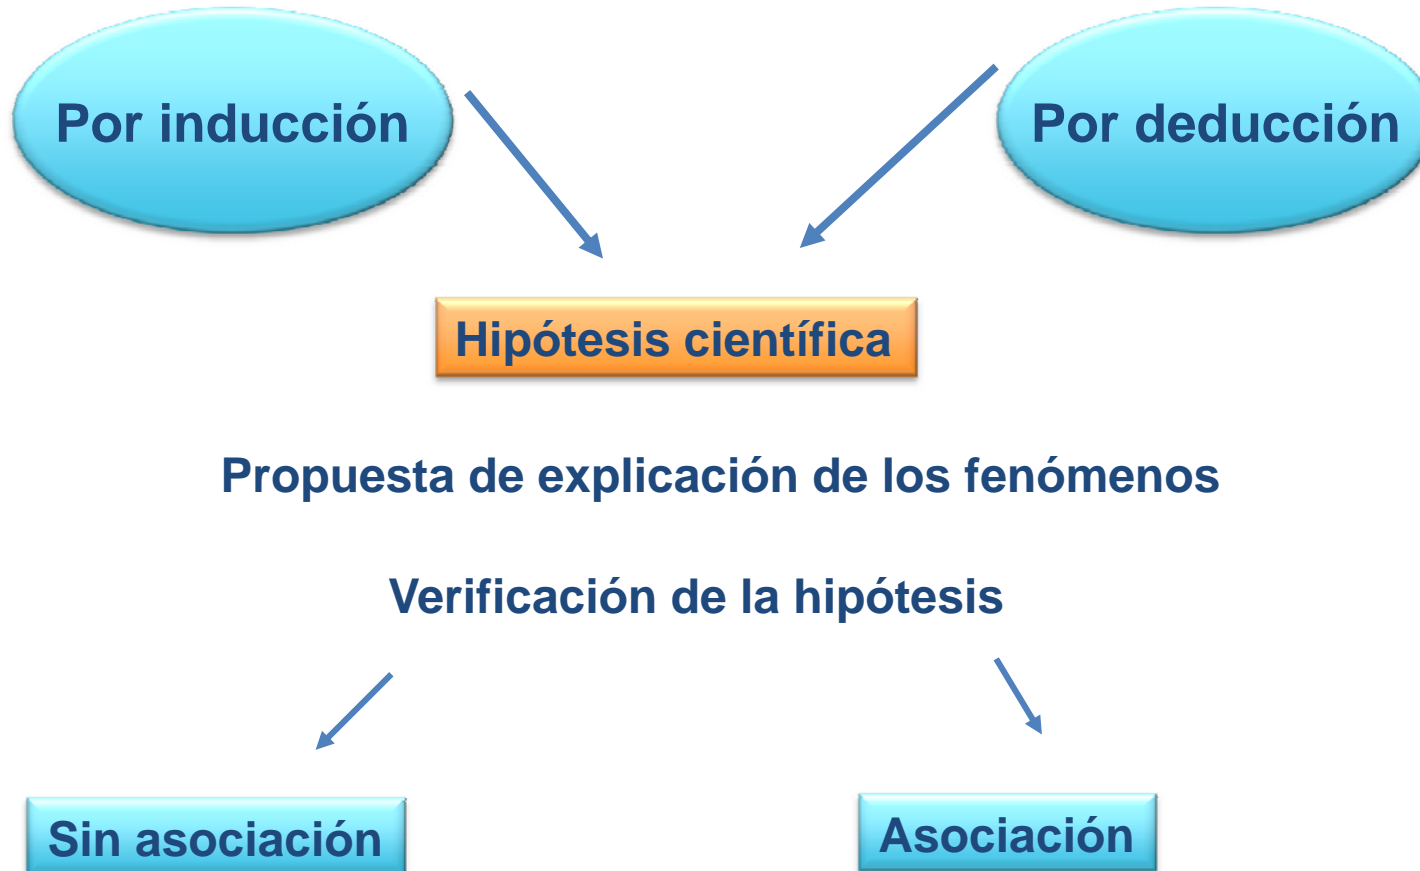 Por inducción
Por deducción
Hipótesis científica
Propuesta de explicación de los fenómenos
Verificación de la hipótesis
Sin asociación
Asociación